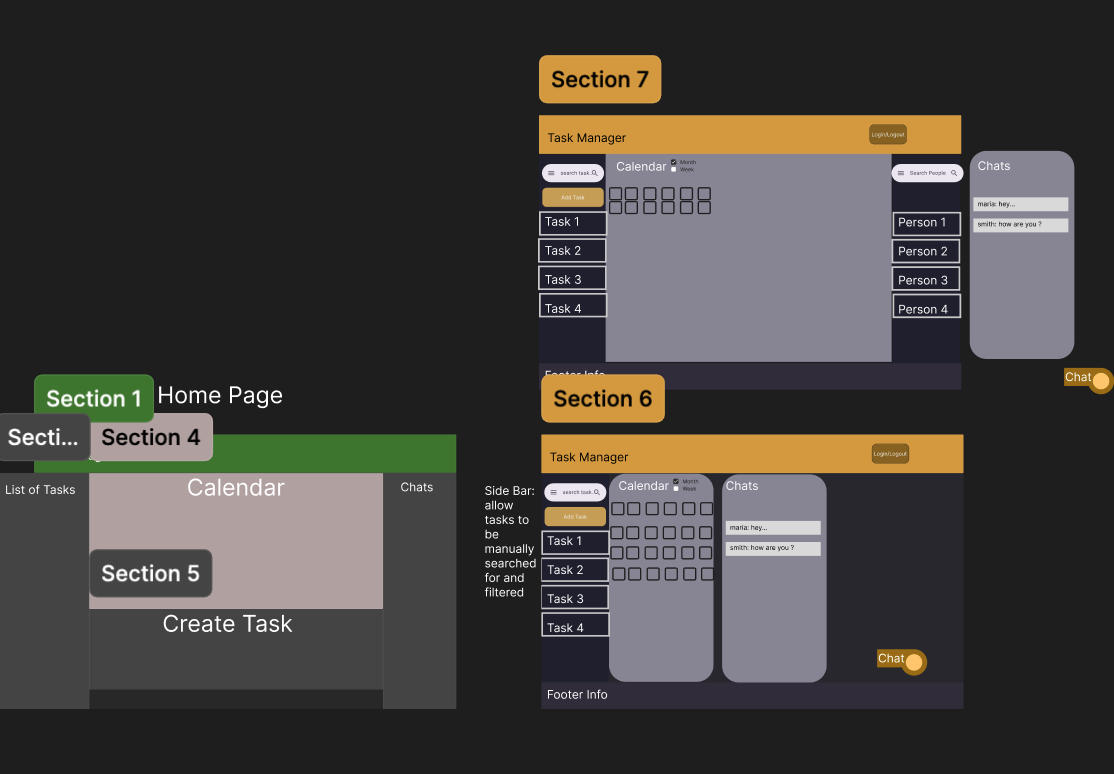 Section 7
Task Manager
Login/Logout
search task..
Add Task
Task 1
Task 2
Task 3
Task 4
Calendar
Month
Week
Search People
Person 1
Person 2
Person 3
Person 4
Chats
maria: hey...
smith: how are you ?
Chat
Footer Info
Section 1
Home Page
Secti...
Section 4
List of Tasks
Calendar
Chats
Section 5
Create Task
Side Bar:
allow
tasks to
be
manually
searched
for and
filtered
Section 6
Task Manager
Login/Logout
search task..
Add Task
Task 1
Task 2
Task 3
Task 4
Calendar
Month
Week
Chats
maria: hey...
smith: how are you ?
Chat
Footer Info